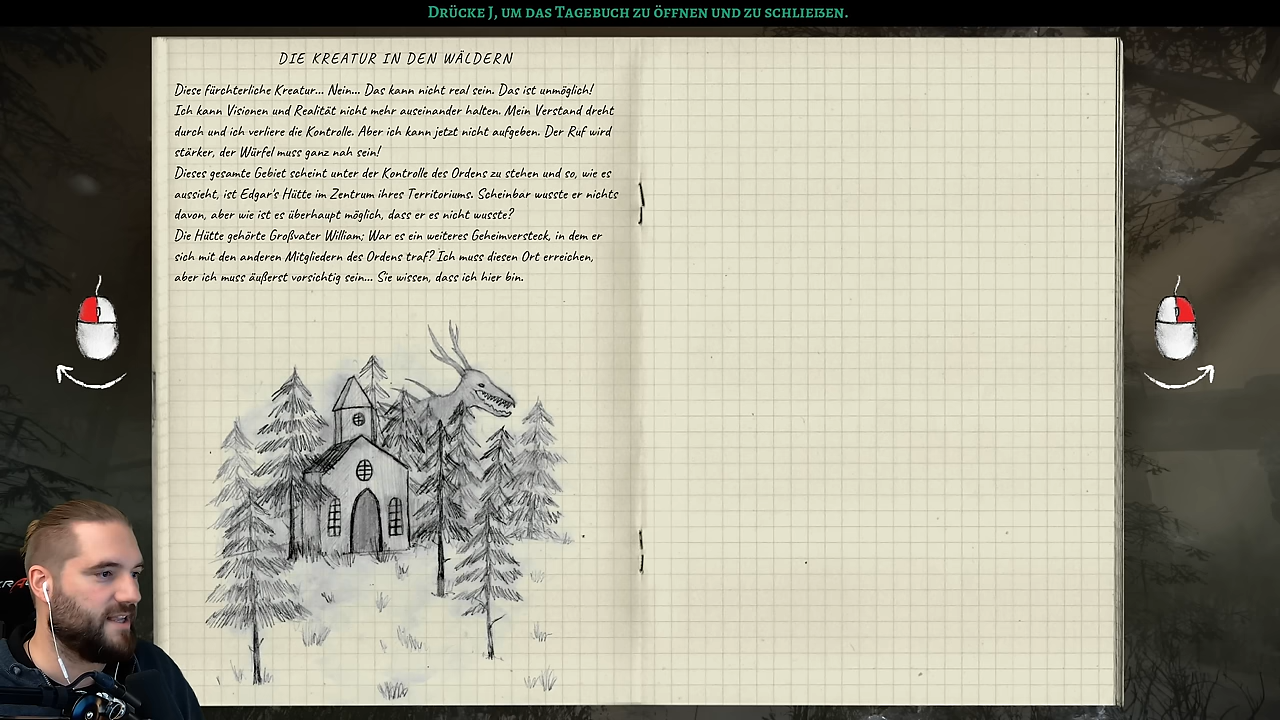 DRÜCKE J, UM DAS TAGEBUCH ZU ÖFFNEN UND ZU SCHLIEẞEN.
DIE KREATUR IN DEN WÄLDERN
Diese fürchterliche Kreatur... Nein... Das kann nicht real sein. Das ist unmöglich!
Ich kann Visionen und Realität nicht mehr auseinander halten. Mein Verstand dreht
durch und ich verliere die Kontrolle. Aber ich kann jetzt nicht aufgeben. Der Ruf wird
stärker, der Würfel muss ganz nah sein!
Dieses gesamte Gebiet scheint unter der Kontrolle des Ordens zu stehen und so, wie es
aussieht, ist Edgar's Hütte im Zentrum ihres Territoriums. Scheinbar wusste er nichts
davon, aber wie ist es überhaupt möglich, dass er es nicht wusste?
Die Hütte gehörte Großvater William; War es ein weiteres Geheimversteck, in dem er
sich mit den anderen Mitgliedern des Ordens traf? Ich muss diesen Ort erreichen,
aber ich muss äußerst vorsichtig sein... Sie wissen, dass ich hier bin.